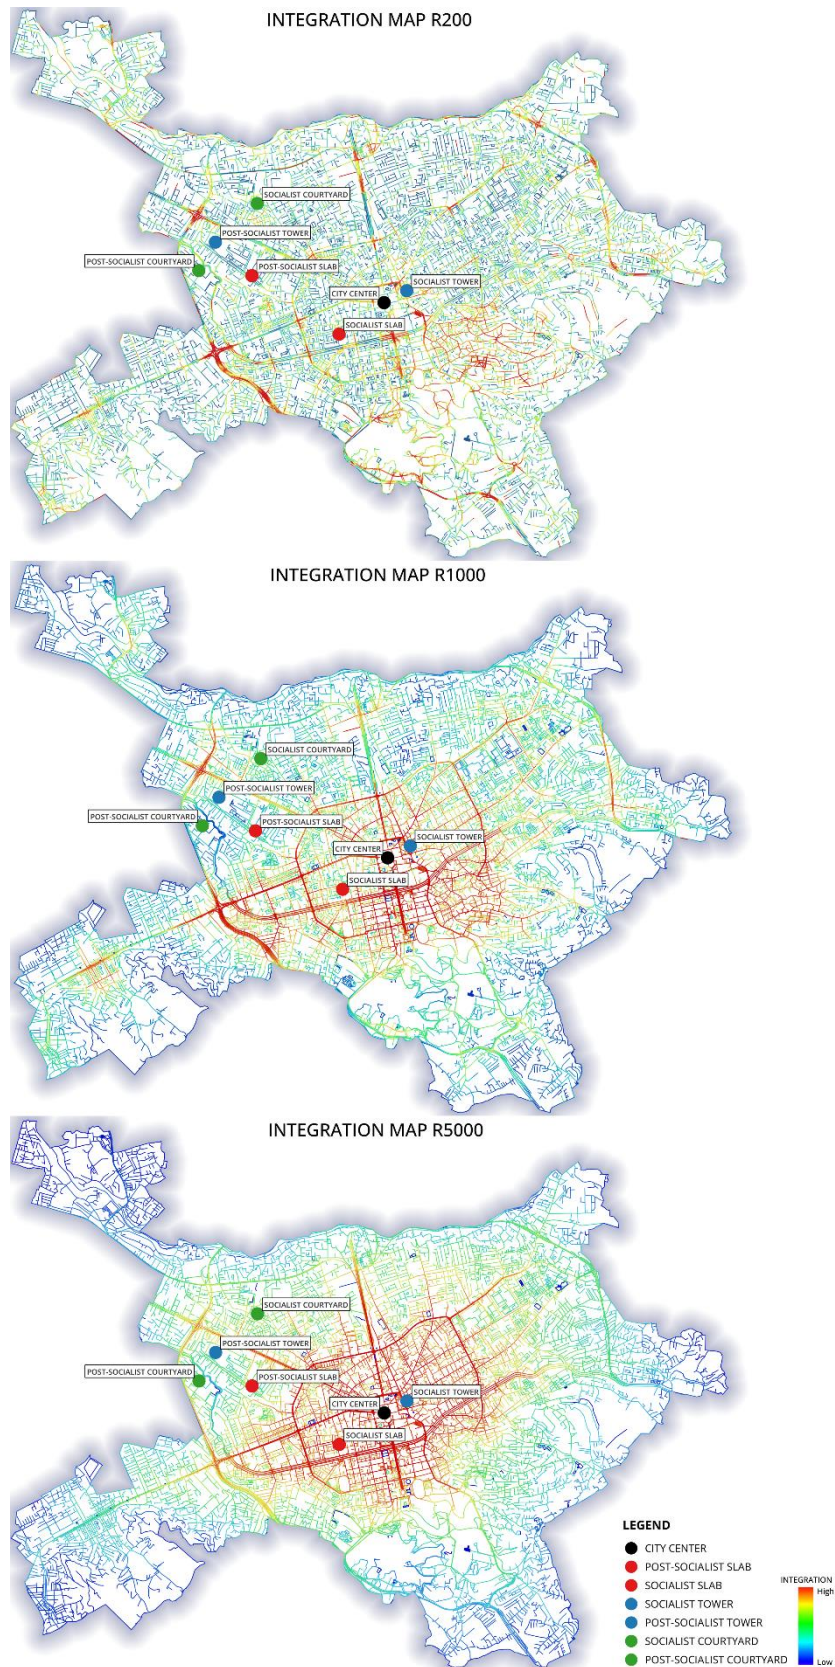 INTEGRATION MAP R200
SOCIALIST COURTYARD
POST-SOCIALIST TOWER
POST-SOCIALIST COURTYARD
POST-SOCIALIST SLAB
SOCIALIST TOWER
CITY CENTER
SOCIALIST SLAB
INTEGRATION MAP R1000
SOCIALIST COURTYARD
POST-SOCIALIST TOWER
POST-SOCIALIST COURTYARD
POST-SOCIALIST SLAB
SOCIALIST TOWER
CITY CENTER
SOCIALIST SLAB
INTEGRATION MAP R5000
SOCIALIST COURTYARD
POST-SOCIALIST TOWER
POST-SOCIALIST COURTYARD
POST-SOCIALIST SLAB
SOCIALIST TOWER
CITY CENTER
SOCIALIST SLAB
LEGEND
CITY CENTER
POST-SOCIALIST SLAB
SOCIALIST SLAB
SOCIALIST TOWER
POST-SOCIALIST TOWER
SOCIALIST COURTYARD
POST-SOCIALIST COURTYARD
INTEGRATION
High
Low